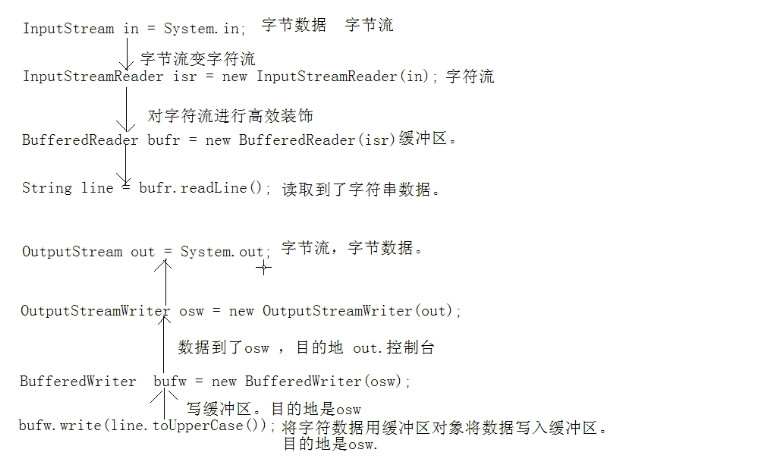 InputStream in = System.in; 字节数据 字节流
字节流变字符流
InputStreamReader isr = new InputStreamReader(in); 字符流
对字符流进行高效装饰
BufferedReader bufr = new BufferedReader(isr) 缓冲区。
String line = bufr.readLine(); 读取到了字符串数据。
OutputStream out = System.out; 字节流，字节数据。
OutputStreamWriter osw = new OutputStreamWriter(out);
数据到了osw ，目的地 out.控制台
BufferedWriter bufw = new BufferedWriter(osw);
写缓冲区。目的地是osw
bufw.write(line.toUpperCase()); 将字符数据用缓冲区对象将数据写入缓冲区。
目的地是osw.